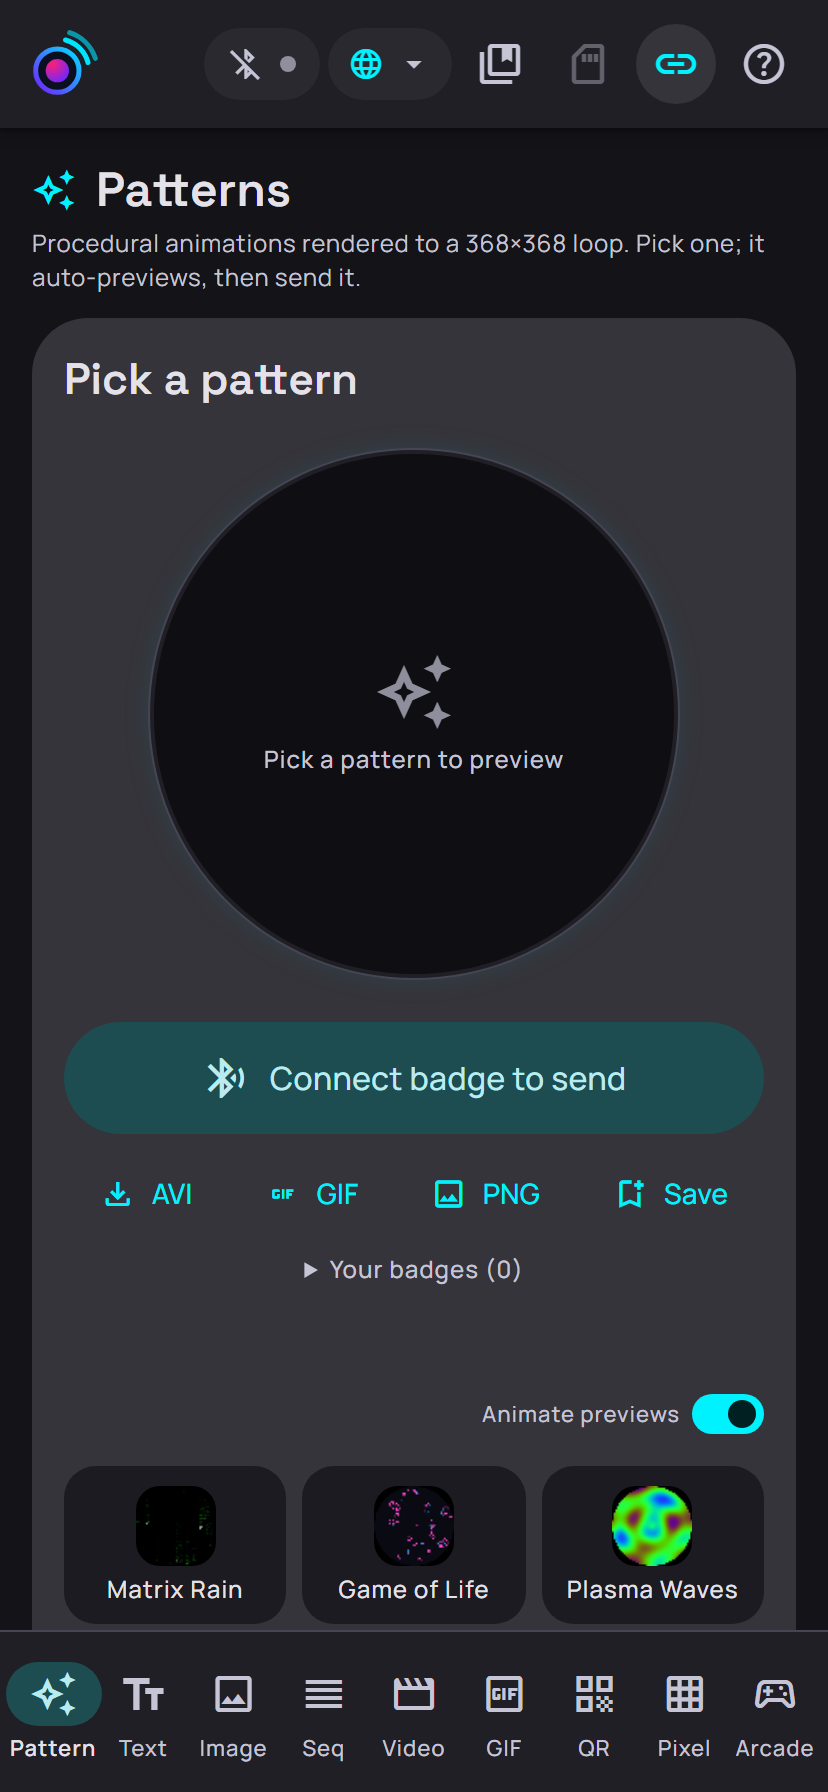 Patterns
Procedural animations rendered to a 368×368 loop. Pick one; it
auto-previews, then send it.
Pick a pattern
Pick a pattern to preview
Connect badge to send
AVI
GIF GIF
PNG
Save
Your badges (0)
Animate previews
Matrix Rain
Game of Life
Plasma Waves
GIF
Pattern
Text
Image
Seq
Video
GIF
QR
Pixel
Arcade